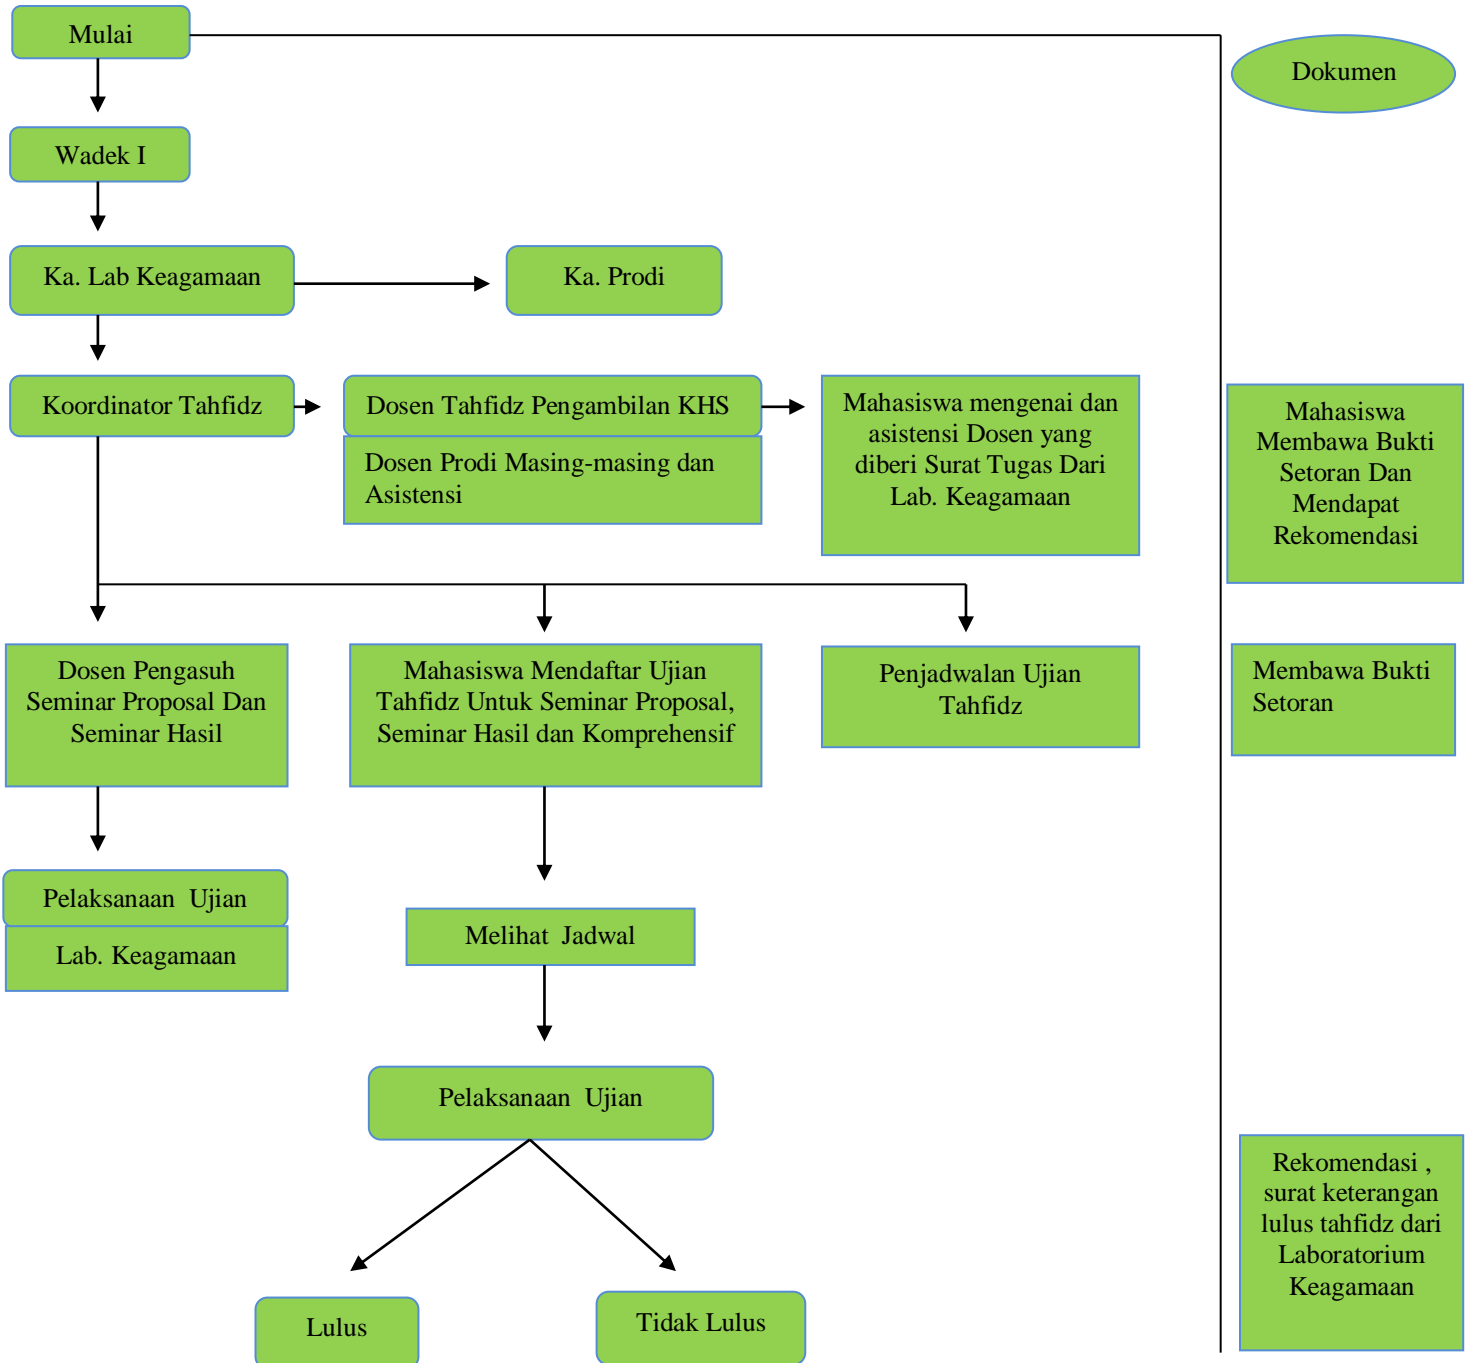 Mulai
Dokumen
Wadek I
Ka. Lab Keagamaan
Ka. Prodi
Koordinator Tahfidz
Dosen Tahfidz Pengambilan KHS
Dosen Prodi Masing-masing dan
Asistensi
Mahasiswa mengenai dan
asistensi Dosen yang
diberi Surat Tugas Dari
Lab. Keagamaan
Mahasiswa
Membawa Bukti
Setoran Dan
Mendapat
Rekomendasi
Dosen Pengasuh
Seminar Proposal Dan
Seminar Hasil
Mahasiswa Mendaftar Ujian
Tahfidz Untuk Seminar Proposal,
Seminar Hasil dan Komprehensif
Penjadwalan Ujian
Tahfidz
Membawa Bukti
Setoran
Pelaksanaan Ujian
Lab. Keagamaan
Melihat Jadwal
Pelaksanaan Ujian
Rekomendasi ,
surat keterangan
lulus tahfidz dari
Laboratorium
Keagamaan
Lulus
Tidak Lulus